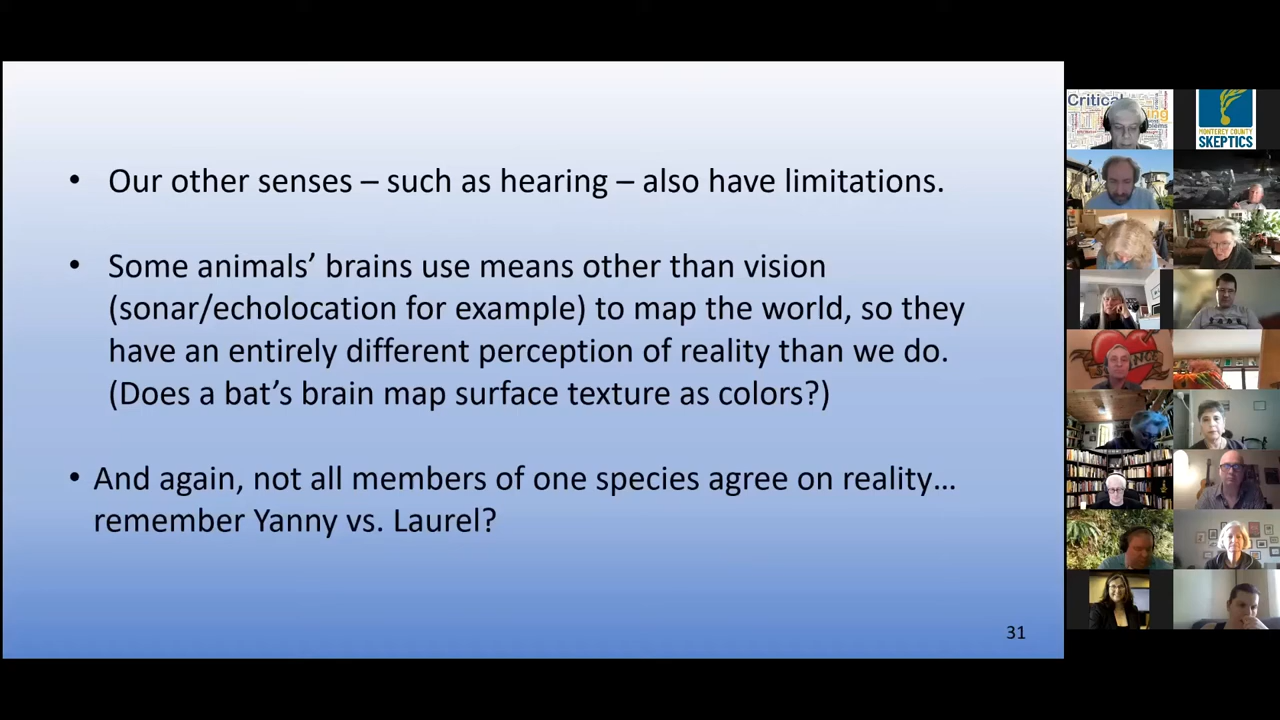 • Our other senses – such as hearing – also have limitations.
• Some animals’ brains use means other than vision
(sonar/echolocation for example) to map the world, so they
have an entirely different perception of reality than we do.
(Does a bat’s brain map surface texture as colors?)
• And again, not all members of one species agree on reality…
remember Yanny vs. Laurel?
31
Critical
MONTEREY COUNTY
SKEPTICS